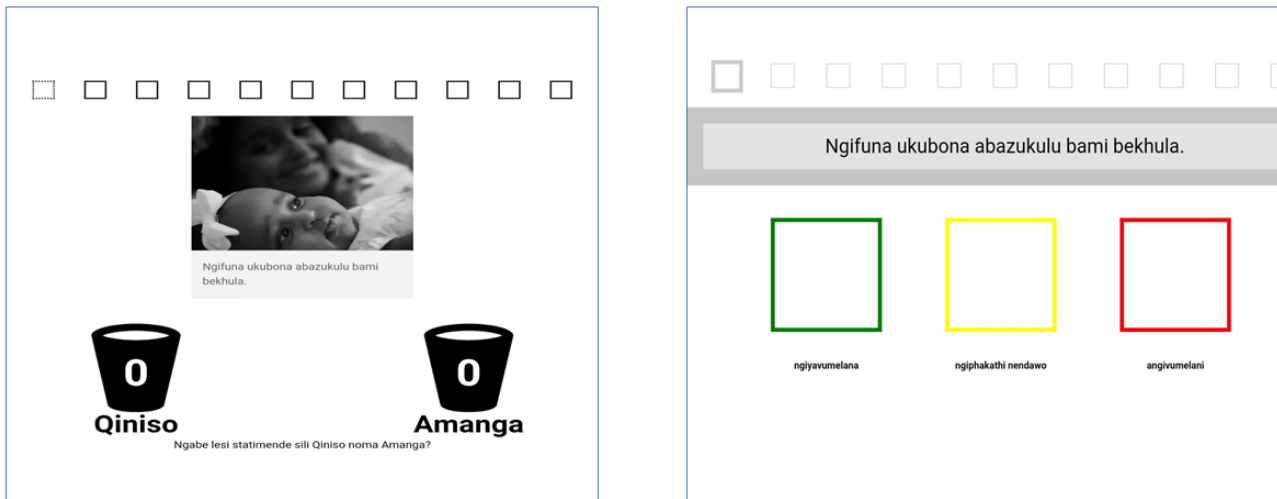 Ngifuna ukubona abazukulu bami
bekhula.
0
0
Qiniso
Amanga
Ngabe lesi statimende sili Qiniso noma Amanga?
Ngifuna ukubona abazukulu bami bekhula.
ngiyavumelana
ngiphakathi nendawo
angivumelani